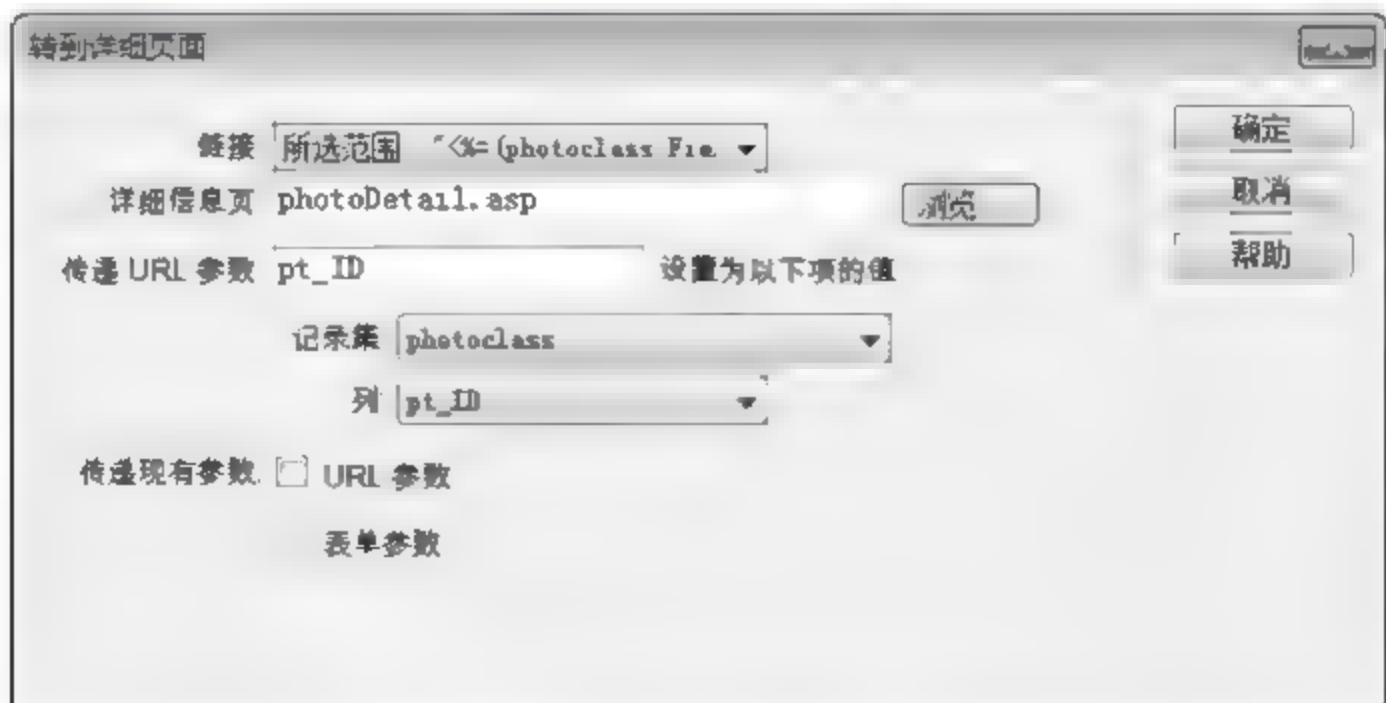 转到详细页面
链接 所选范围 "<%=(photoclass Fie
确定
详细信息页 photoDetail.asp 浏览
取消
传递 URL 参数 pt_ID 设置为以下项的值
帮助
记录集 photoclass
列 pt_ID
传递现有参数 URL 参数
表单参数